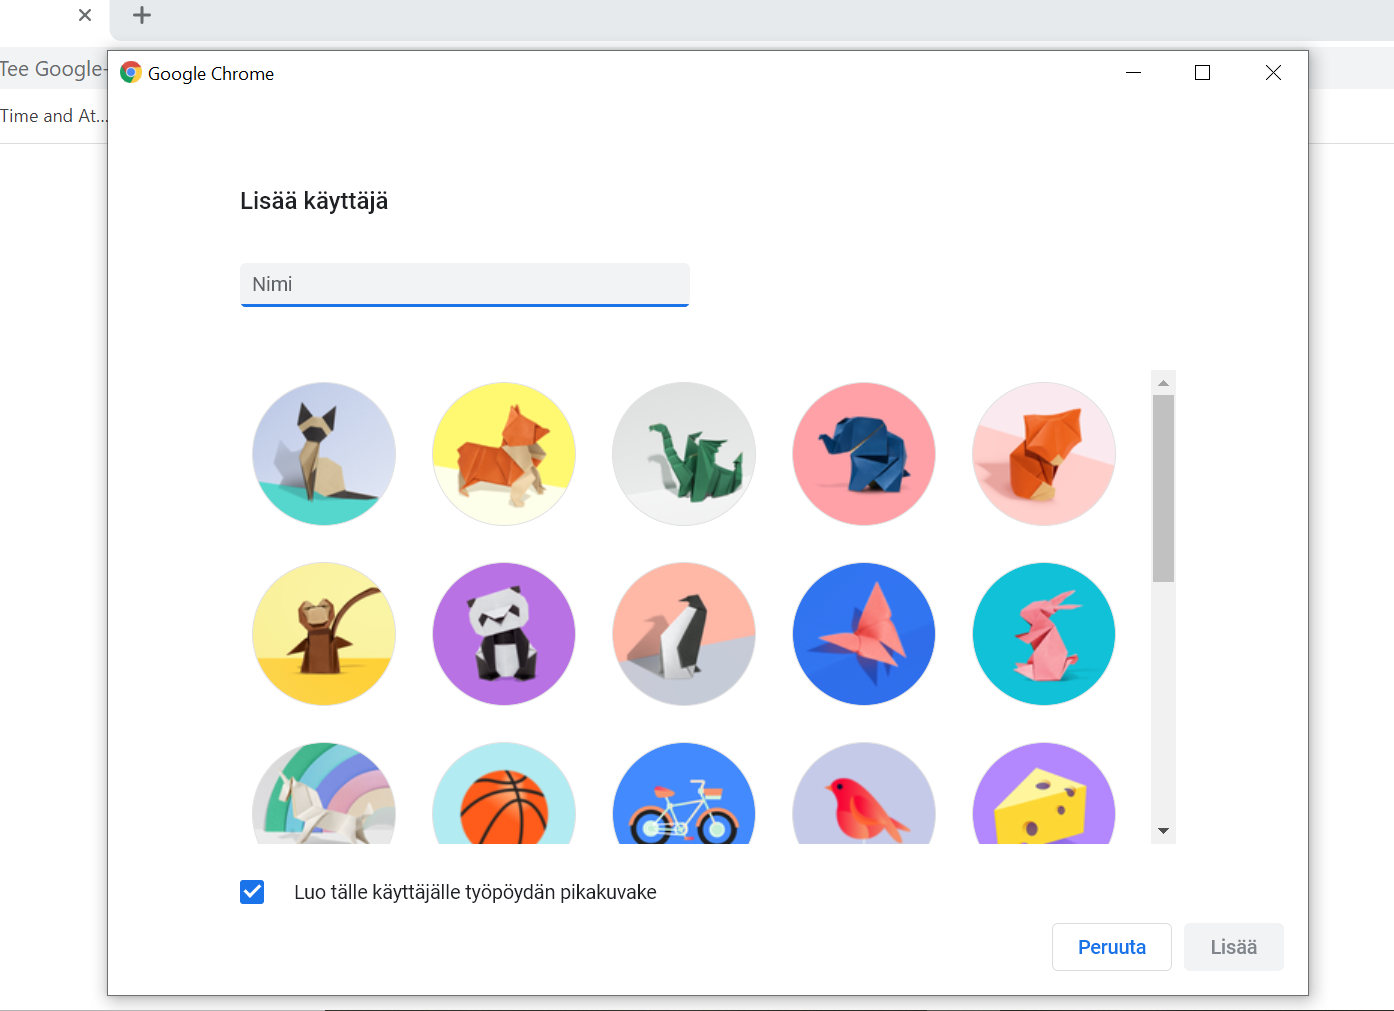 Tee Google-
Google Chrome
Time and At...
Lisää käyttäjä
Nimi
Luo tälle käyttäjälle työpöydän pikakuvake
Peruuta
Lisää